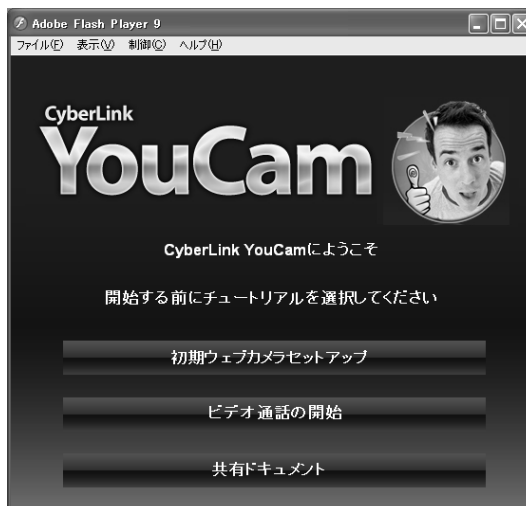 Adobe Flash Player 9
ファイル(F) 表示(V) 制御(C) ヘルプ(H)
CyberLink
YouCam
CyberLink YouCamにようこそ
開始する前にチュートリアルを選択してください
初期ウェブカメラセットアップ
ビデオ通話の開始
共有ドキュメント